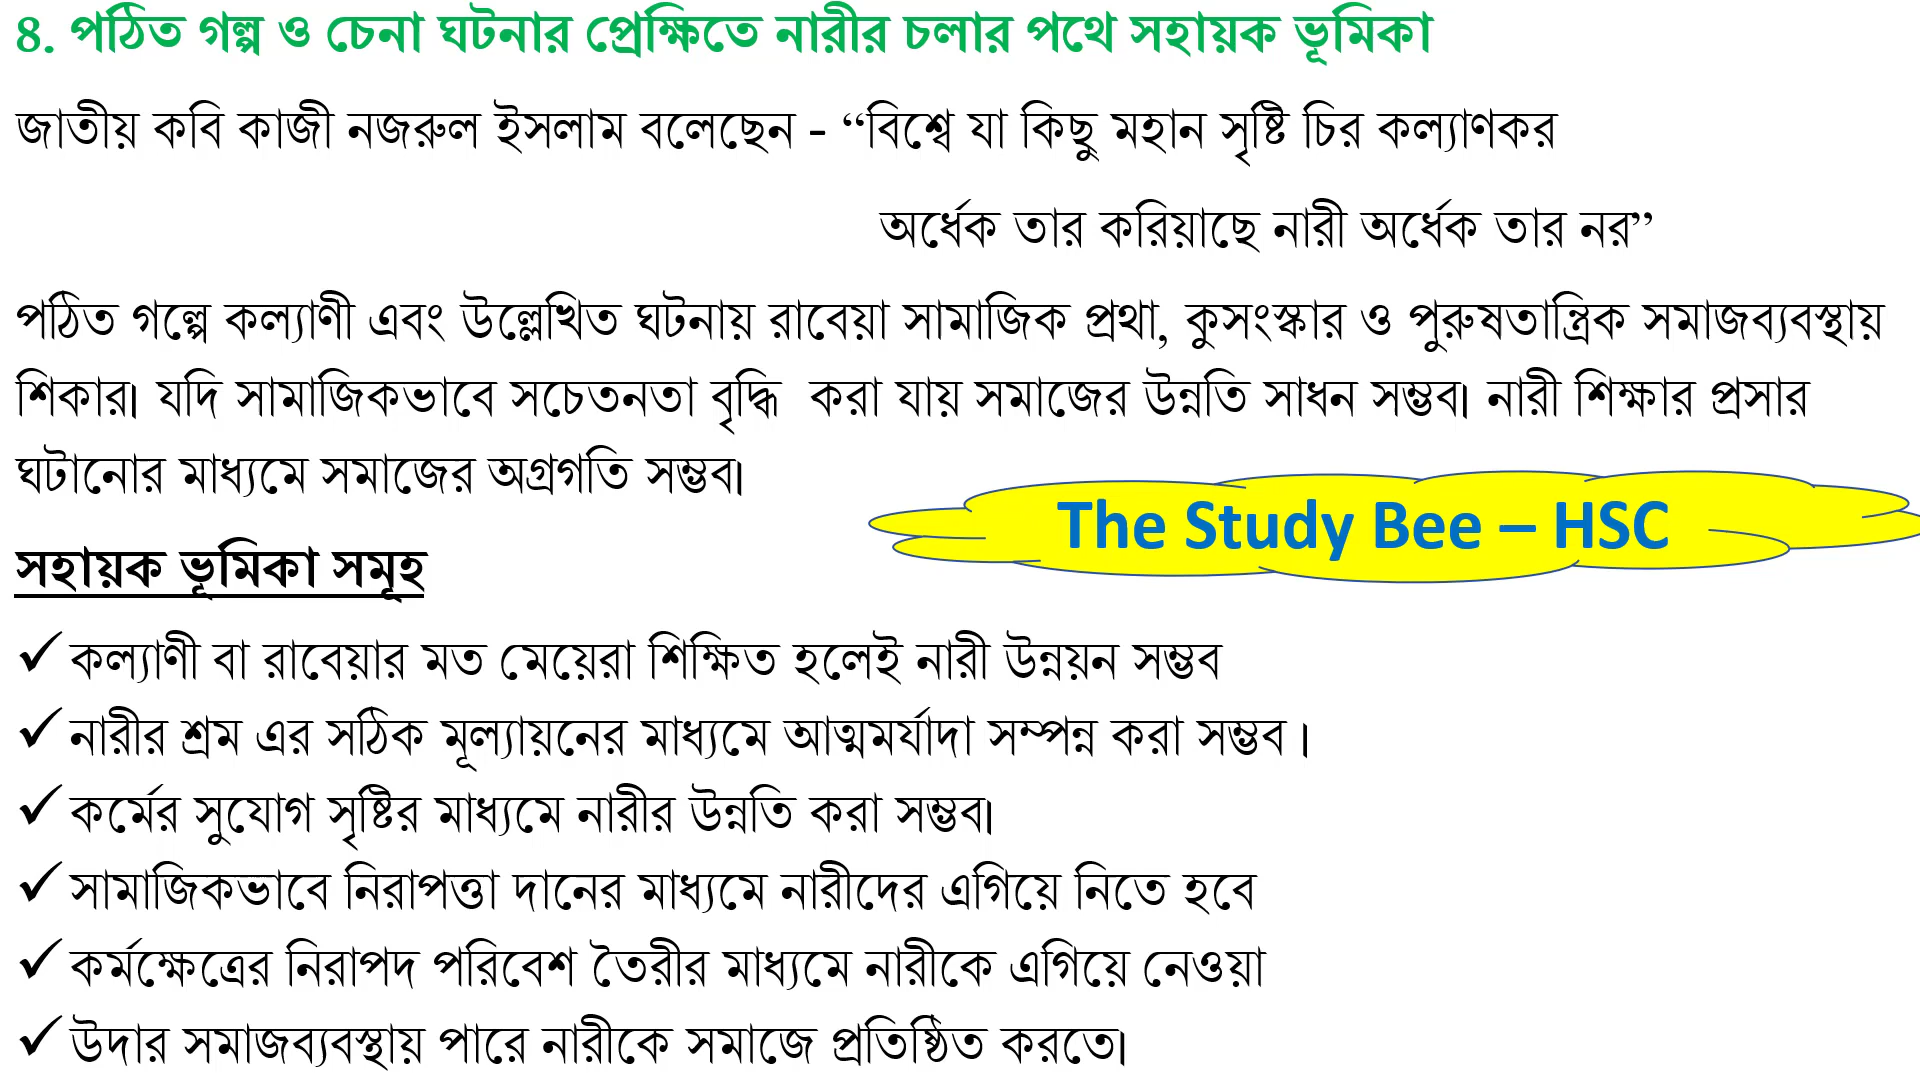 8. পঠিত গল্প ও চেনা ঘটনার প্রেক্ষিতে নারীর চলার পথে সহায়ক ভূমিকা
জাতীয় কবি কাজী নজরুল ইসলাম বলেছেন - “বিশ্বে যা কিছু মহান সৃষ্টি চির কল্যাণকর
অর্ধেক তার করিয়াছে নারী অর্ধেক তার নর”
পঠিত গল্পে কল্যাণী এবং উল্লেখিত ঘটনায় রাবেয়া সামাজিক প্রথা, কুসংস্কার ও পুরুষতান্ত্রিক সমাজব্যবস্থায়
শিকার। যদি সামাজিকভাবে সচেতনতা বৃদ্ধি করা যায় সমাজের উন্নতি সাধন সম্ভব। নারী শিক্ষার প্রসার
ঘটানোর মাধ্যমে সমাজের অগ্রগতি সম্ভব।
The Study Bee – HSC
সহায়ক ভূমিকা সমূহ
✓ কল্যাণী বা রাবেয়ার মত মেয়েরা শিক্ষিত হলেই নারী উন্নয়ন সম্ভব
✓ নারীর শ্রম এর সঠিক মূল্যায়নের মাধ্যমে আত্মমর্যাদা সম্পন্ন করা সম্ভব।
✓ কর্মের সুযোগ সৃষ্টির মাধ্যমে নারীর উন্নতি করা সম্ভব।
✓ সামাজিকভাবে নিরাপত্তা দানের মাধ্যমে নারীদের এগিয়ে নিতে হবে
✓ কর্মক্ষেত্রের নিরাপদ পরিবেশ তৈরীর মাধ্যমে নারীকে এগিয়ে নেওয়া
✓ উদার সমাজব্যবস্থায় পারে নারীকে সমাজে প্রতিষ্ঠিত করতে।